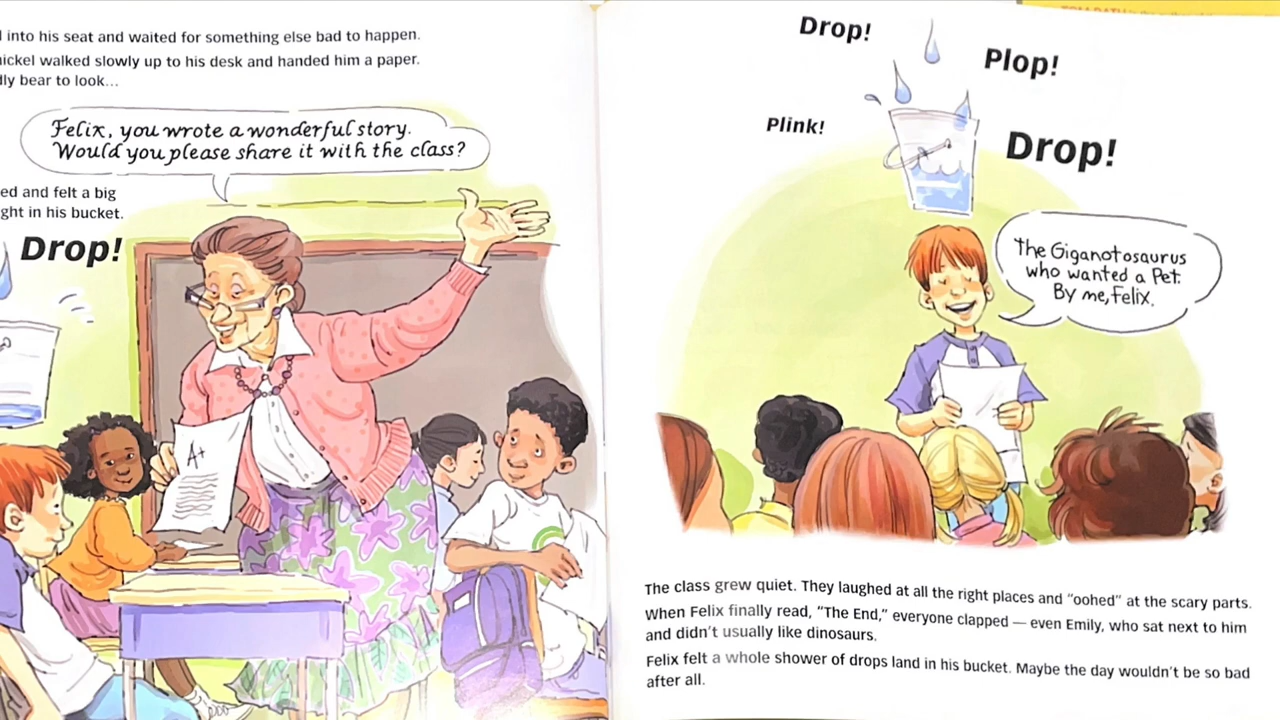 into his seat and waited for something else bad to happen.
walked slowly up to his desk and handed him a paper.
bear to look...
Felix, you wrote a wonderful story.
Would you please share it with the class?
and felt a big
in his bucket.
Drop!
A+
Drop!
Plop!
Plink!
Drop!
The Giganotosaurus
who wanted a Pet.
By me, Felix.
The class grew quiet. They laughed at all the right places and “oohed” at the scary parts.
When Felix finally read, “The End,” everyone clapped — even Emily, who sat next to him
and didn't usually like dinosaurs.
Felix felt a whole shower of drops land in his bucket. Maybe the day wouldn't be so bad
after all.